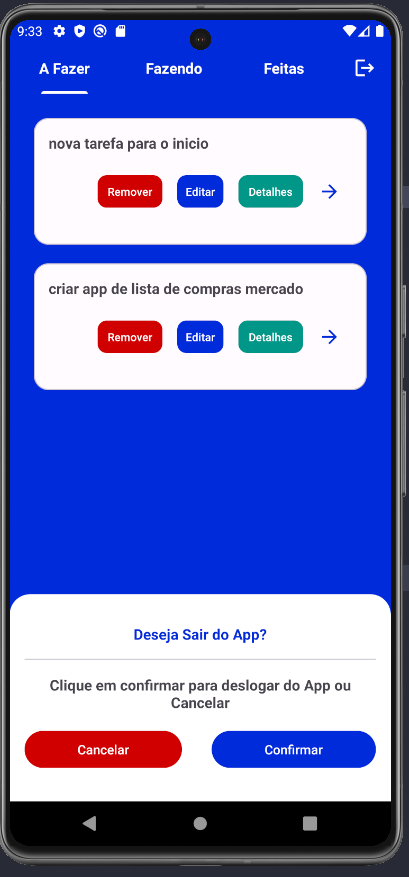 9:33
A Fazer Fazendo Feitas
nova tarefa para o inicio
Remover Editar Detalhes
criar app de lista de compras mercado
Remover Editar Detalhes
Deseja Sair do App?
Clique em confirmar para deslogar do App ou
Cancelar
Cancelar Confirmar